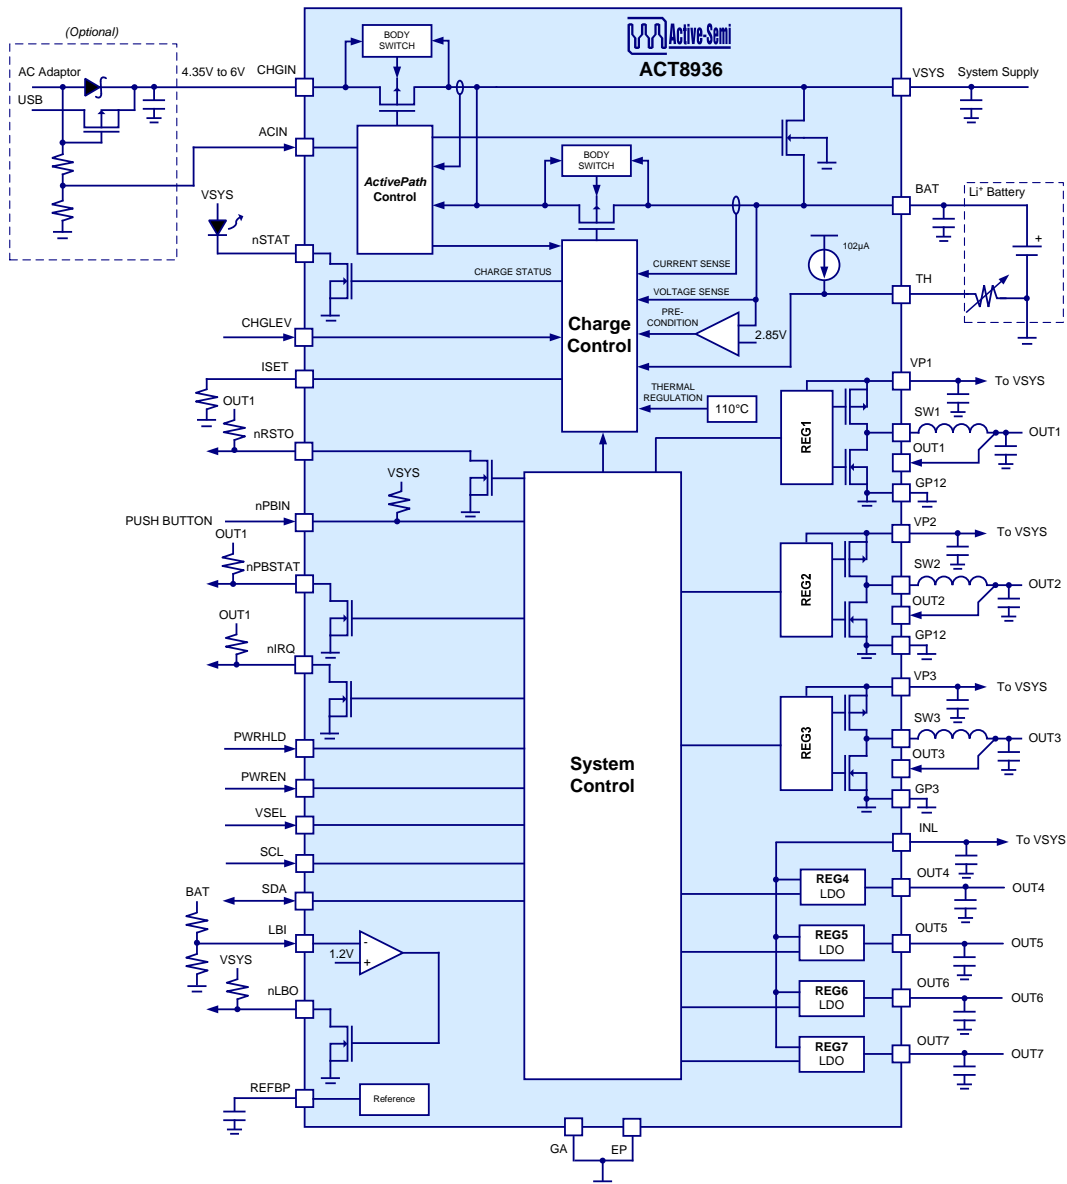 (Optional)
AC Adaptor
USB
4.35V to 6V
CHGIN
BODY
SWITCH
Active-Semi
ACT8936
VSYS
System Supply
ACIN
ActivePath
Control
BODY
SWITCH
BAT
Li+ Battery
+
VSYS
nSTAT
CHARGE STATUS
CURRENT SENSE
VOLTAGE SENSE
PRE-
CONDITION
2.85V
102µA
TH
CHGLEV
Charge
Control
ISET
THERMAL
REGULATION
110°C
OUT1
nRSTO
VSYS
nPBIN
PUSH BUTTON
OUT1
nPBSTAT
OUT1
nIRQ
PWRHLD
PWREN
VSEL
SCL
SDA
BAT
LBI
1.2V
-
+
VSYS
nLBO
REFBP
Reference
System
Control
VP1
To VSYS
REG1
SW1
OUT1
OUT1
GP12
VP2
To VSYS
REG2
SW2
OUT2
OUT2
GP12
VP3
To VSYS
REG3
SW3
OUT3
OUT3
GP3
INL
To VSYS
REG4
LDO
OUT4
OUT4
REG5
LDO
OUT5
OUT5
REG6
LDO
OUT6
OUT6
REG7
LDO
OUT7
OUT7
GA
EP